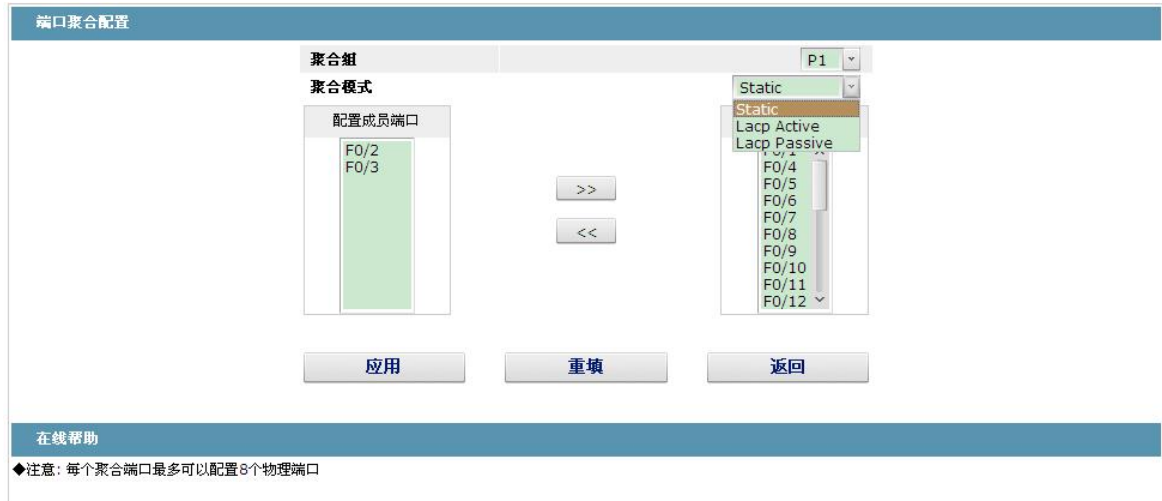 端口聚合配置
聚合组 P1
聚合模式 Static
Static
Lacp Active
Lacp Passive
配置成员端口
F0/2
F0/3
>>
<<
F0/1
F0/4
F0/5
F0/6
F0/7
F0/8
F0/9
F0/10
F0/11
F0/12
应用 重填 返回
在线帮助
◆注意: 每个聚合端口最多可以配置8个物理端口